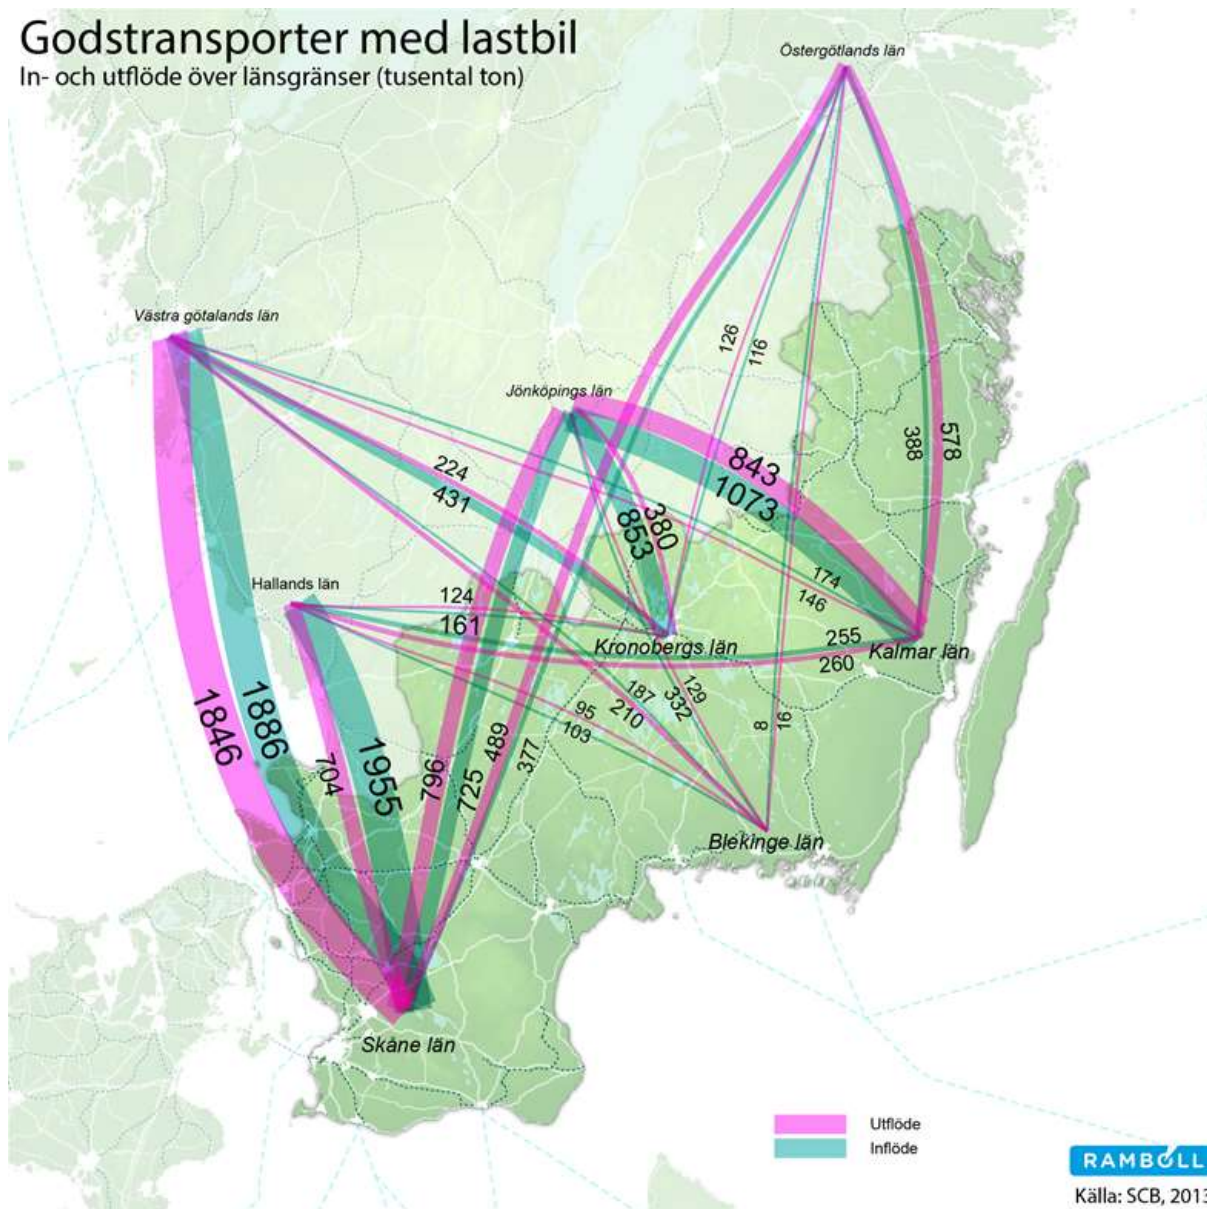 Godstransporter med lastbil
In- och utflöde över länsgränser (tusental ton)
Östergötlands län
Västra götalands län
126
116
Jönköpings län
578
388
843
1073
224
431
380
853
174
146
Hallands län
124
161
255
260
Kronobergs län
Kalmar län
129
332
187
210
95
103
8
16
1846
1886
704
1955
796
725
489
377
Blekinge län
Skåne län
Utflöde
Inflöde
RAMBOLL
Källa: SCB, 2013